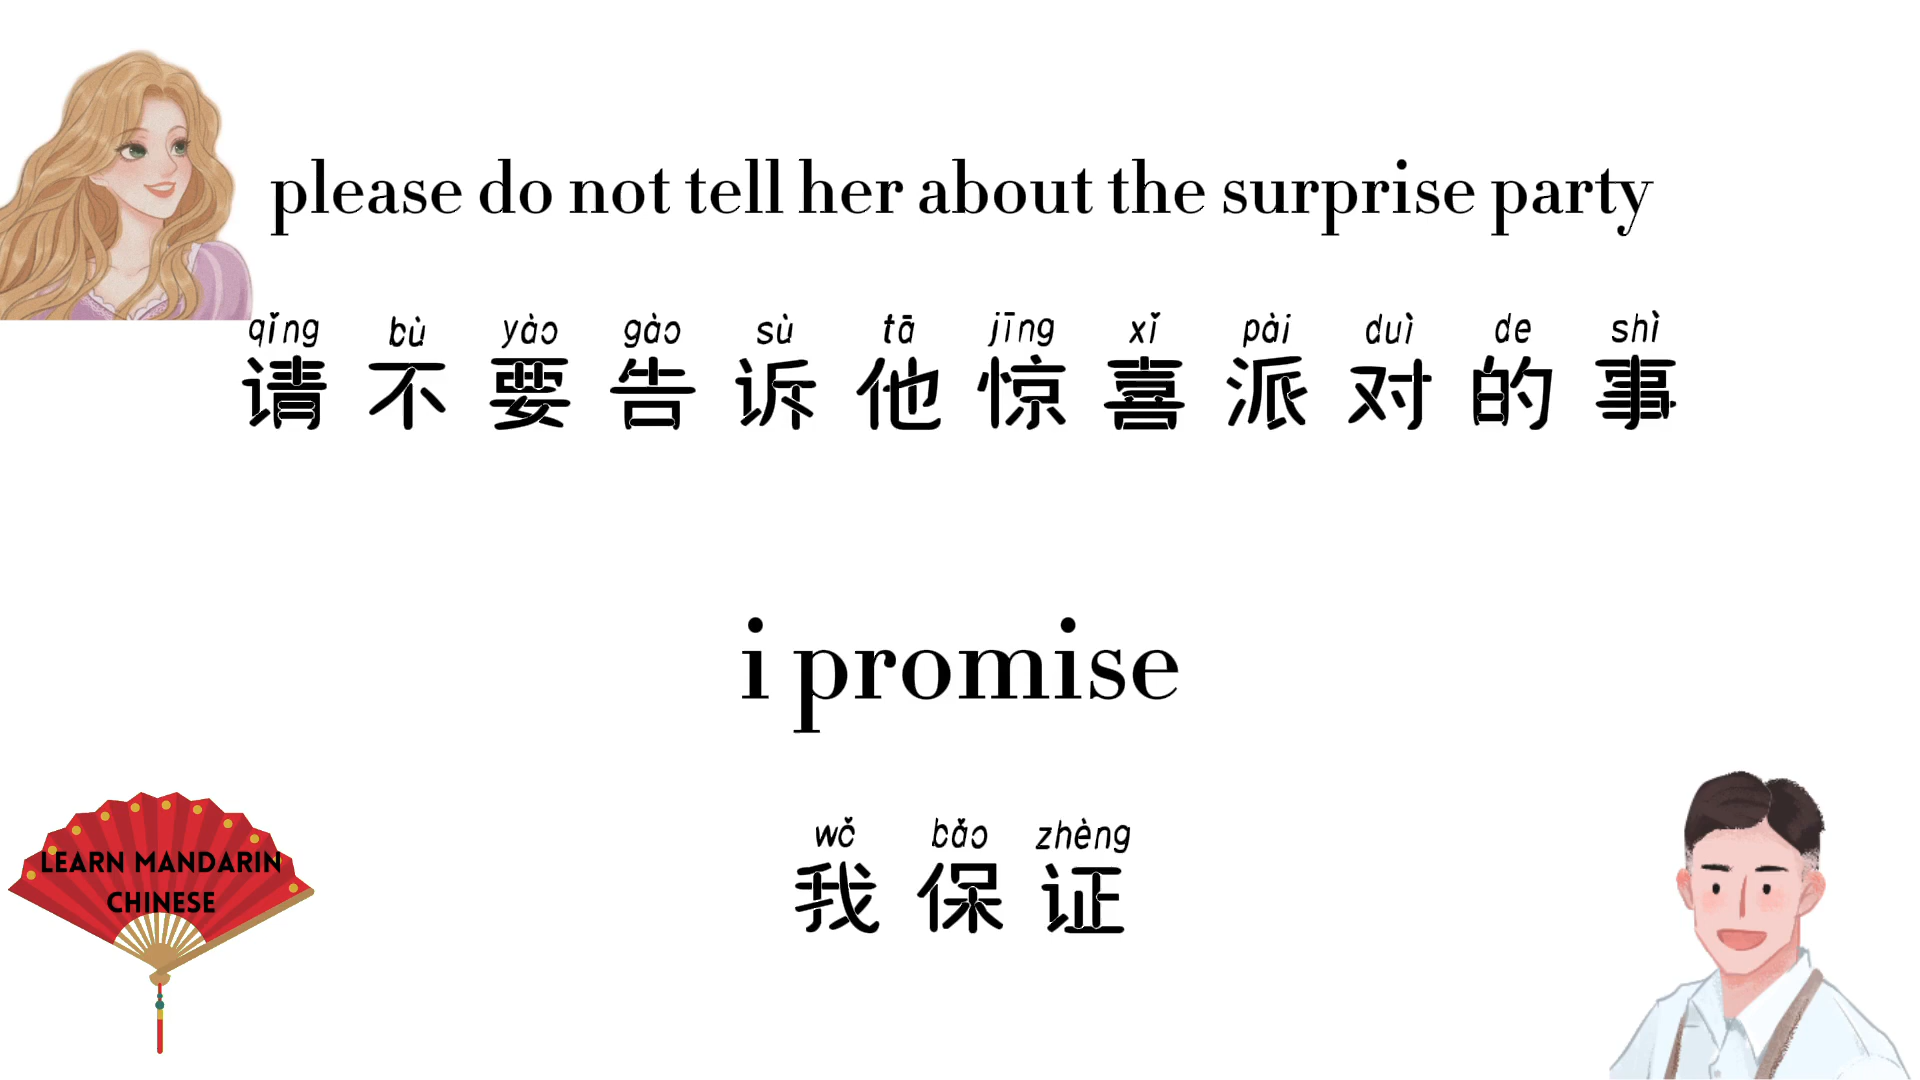 please do not tell her about the surprise party
qǐng bù yào gào sù tā jīng xǐ pài duì de shì
请不要告诉他惊喜派对的事
i promise
wǒ bǎo zhèng
我保证
LEARN MANDARIN
CHINESE